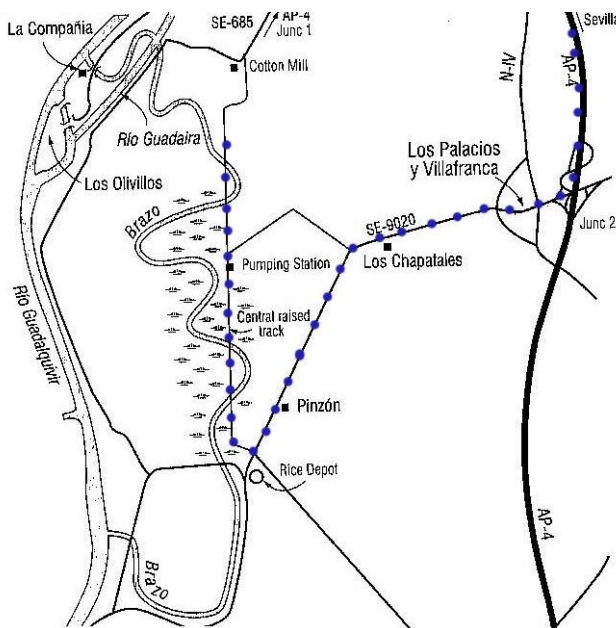 La Compañia
SE-685
AP-4
Junc 1
Sevilla
Cotton Mill
N-IV
AP-4
Río Guadaira
Los Olivillos
Los Palacios
y Villafranca
Brazo
SE-9020
Junc 2
Pumping Station
Los Chapatales
Río Guadalquivir
Central raised
track
Pinzón
Rice Depot
AP-4
Brazo